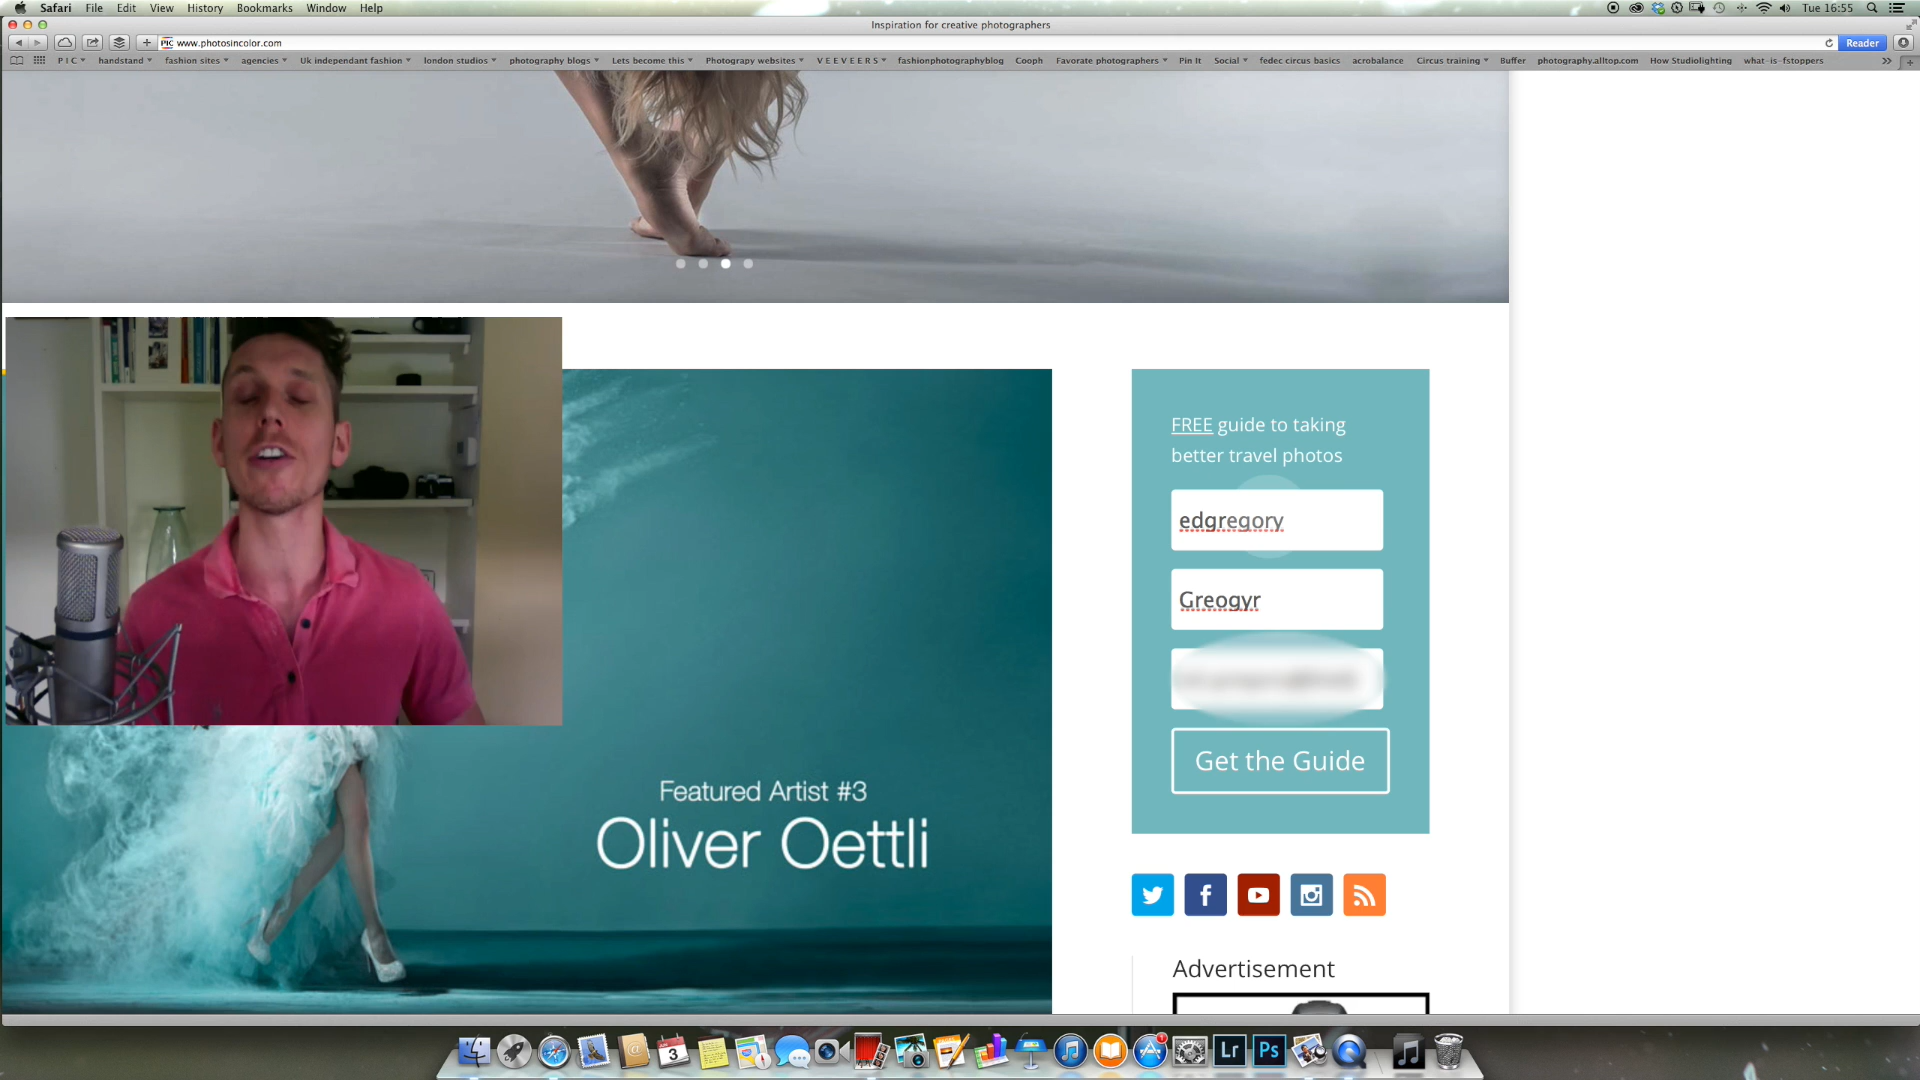 Safari File Edit View History Bookmarks Window Help Tue 16:55
Inspiration for creative photographers
PIC www.photosincolor.com Reader
P I C handstand fashion sites agencies Uk independant fashion london studios photography blogs Lets become this Photograpy websites V E E V E E R S fashionphotographyblog Cooph Favorate photographers Pin It Social fedec circus basics acrobalance Circus training Buffer photography.alltop.com How Studiolighting what-is-fstoppers
FREE guide to taking
better travel photos
edgregory
Greogyr
Get the Guide
Featured Artist #3
Oliver Oettli
Advertisement
3
Lr Ps